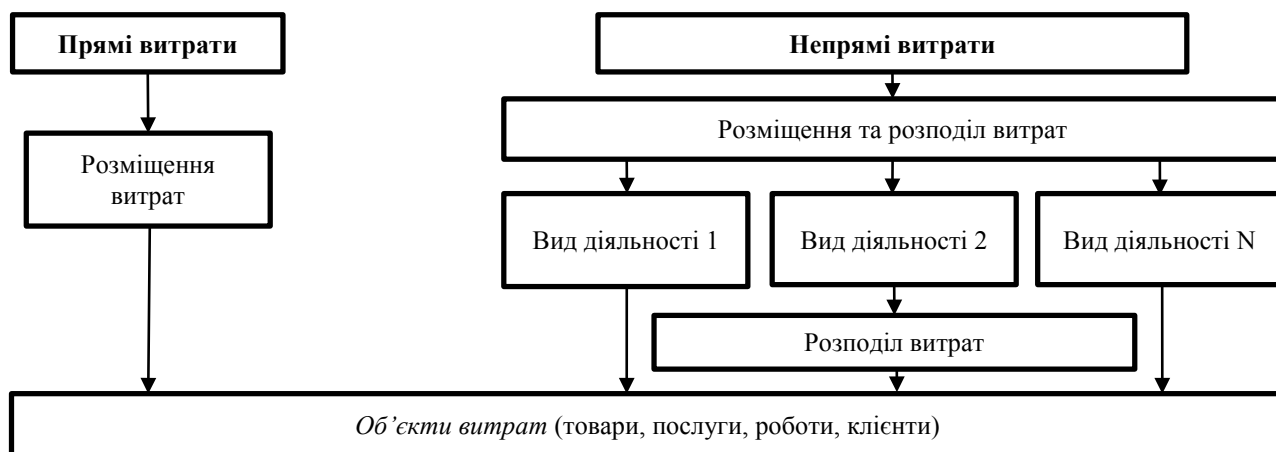 Прямі витрати
Непрямі витрати
Розміщення та розподіл витрат
Розміщення
витрат
Вид діяльності 1
Вид діяльності 2
Вид діяльності N
Розподіл витрат
Об’єкти витрат (товари, послуги, роботи, клієнти)